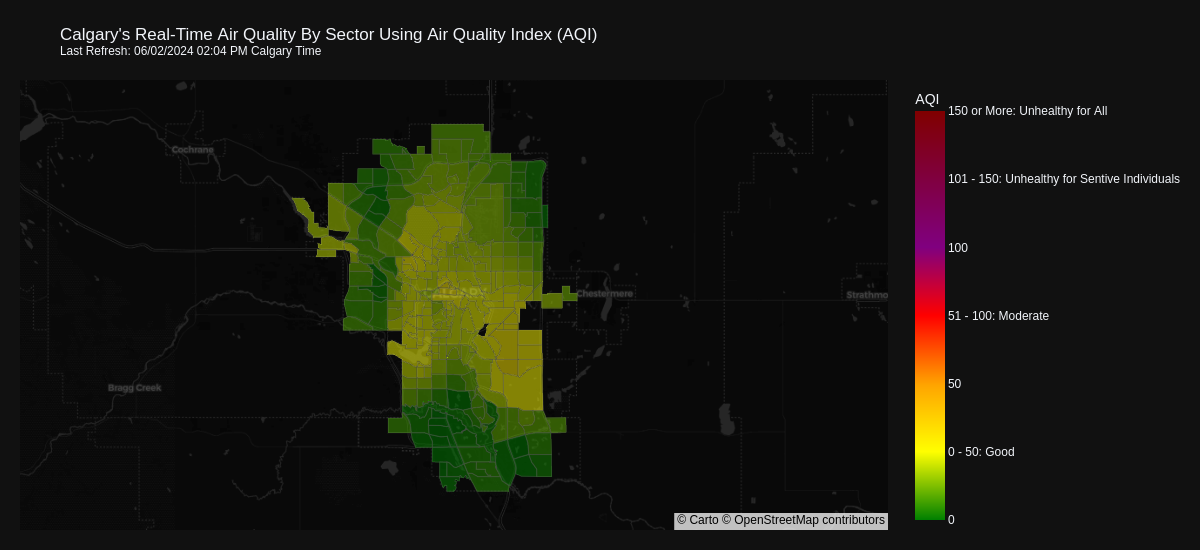 Calgary's Real-Time Air Quality By Sector Using Air Quality Index (AQI)
Last Refresh: 06/02/2024 02:04 PM Calgary Time
AQI
150 or More: Unhealthy for All
101 - 150: Unhealthy for Sentive Individuals
100
51 - 100: Moderate
50
0 - 50: Good
0
Cochrane
Chestermere
Strathmo
Bragg Creek
© Carto © OpenStreetMap contributors